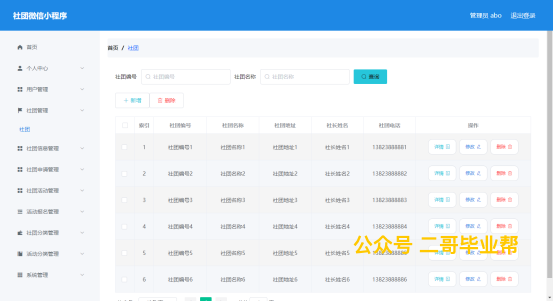 社团微信小程序
管理员 abo 退出登录
首页
个人中心
用户管理
社团管理
社团
社团信息管理
社团申请管理
社团活动管理
活动报名管理
社团分类管理
活动分类管理
系统管理
首页 / 社团
社团编号 社团编号 社团名称 社团名称 查询
+ 新增 删除
索引 社团编号 社团名称 社团地址 社长姓名 社团电话 操作
1 社团编号1 社团名称1 社团地址1 社长姓名1 13823888881 详情 修改 删除
2 社团编号2 社团名称2 社团地址2 社长姓名2 13823888882 详情 修改 删除
3 社团编号3 社团名称3 社团地址3 社长姓名3 13823888883 详情 修改 删除
4 社团编号4 社团名称4 社团地址4 社长姓名4 13823888884 详情 修改 删除
5 社团编号5 社团名称5 社团地址5 社长姓名5 13823888885 详情 修改 删除
6 社团编号6 社团名称6 社团地址6 社长姓名6 13823888886 详情 修改 删除
公众号 二哥毕业帮